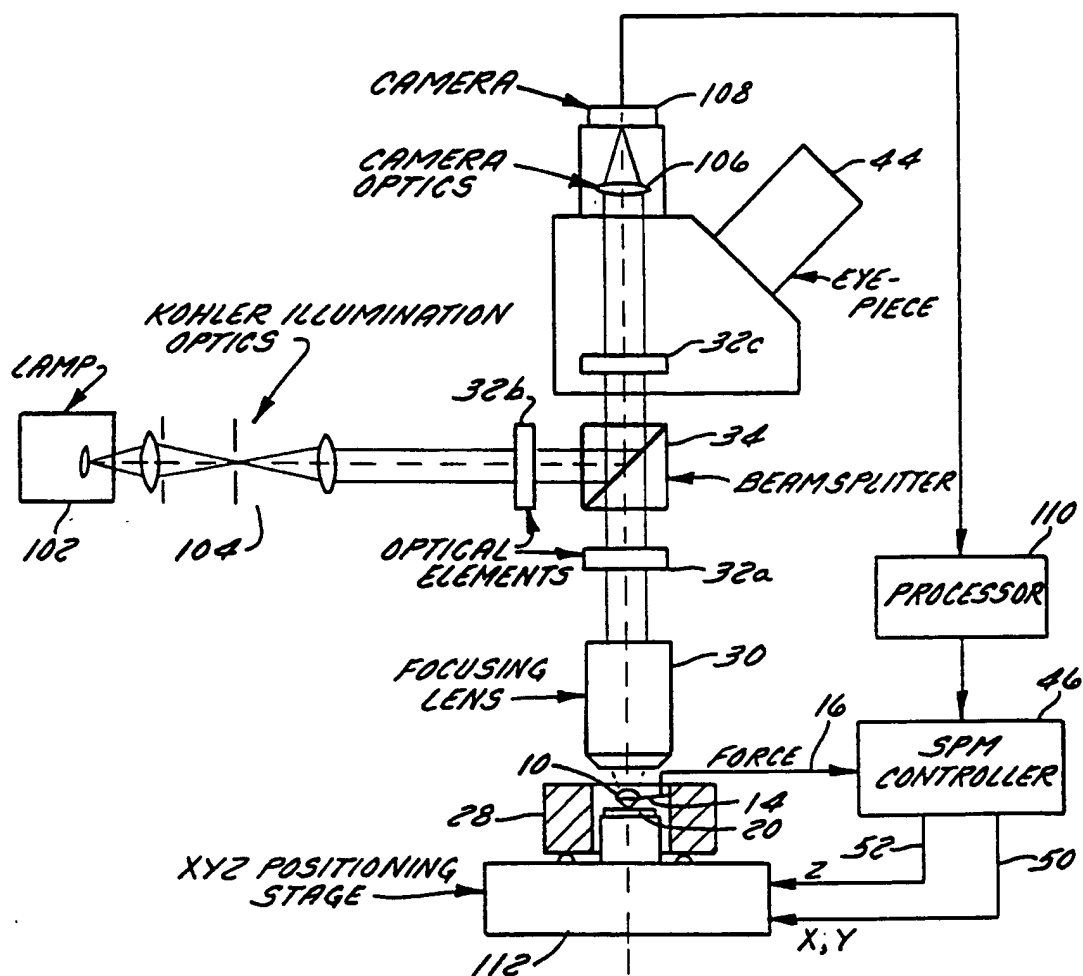 CAMERA
108
CAMERA
OPTICS
106
44
EYE-
PIECE
KOHLER ILLUMINATION
OPTICS
LAMP
32c
32b
34
BEAMSPLITTER
102
104
OPTICAL
ELEMENTS
32a
110
PROCESSOR
30
FOCUSING
LENS
46
16
FORCE
SPM
CONTROLLER
10
14
28
20
52
50
XYZ POSITIONING
STAGE
Z
X,Y
112